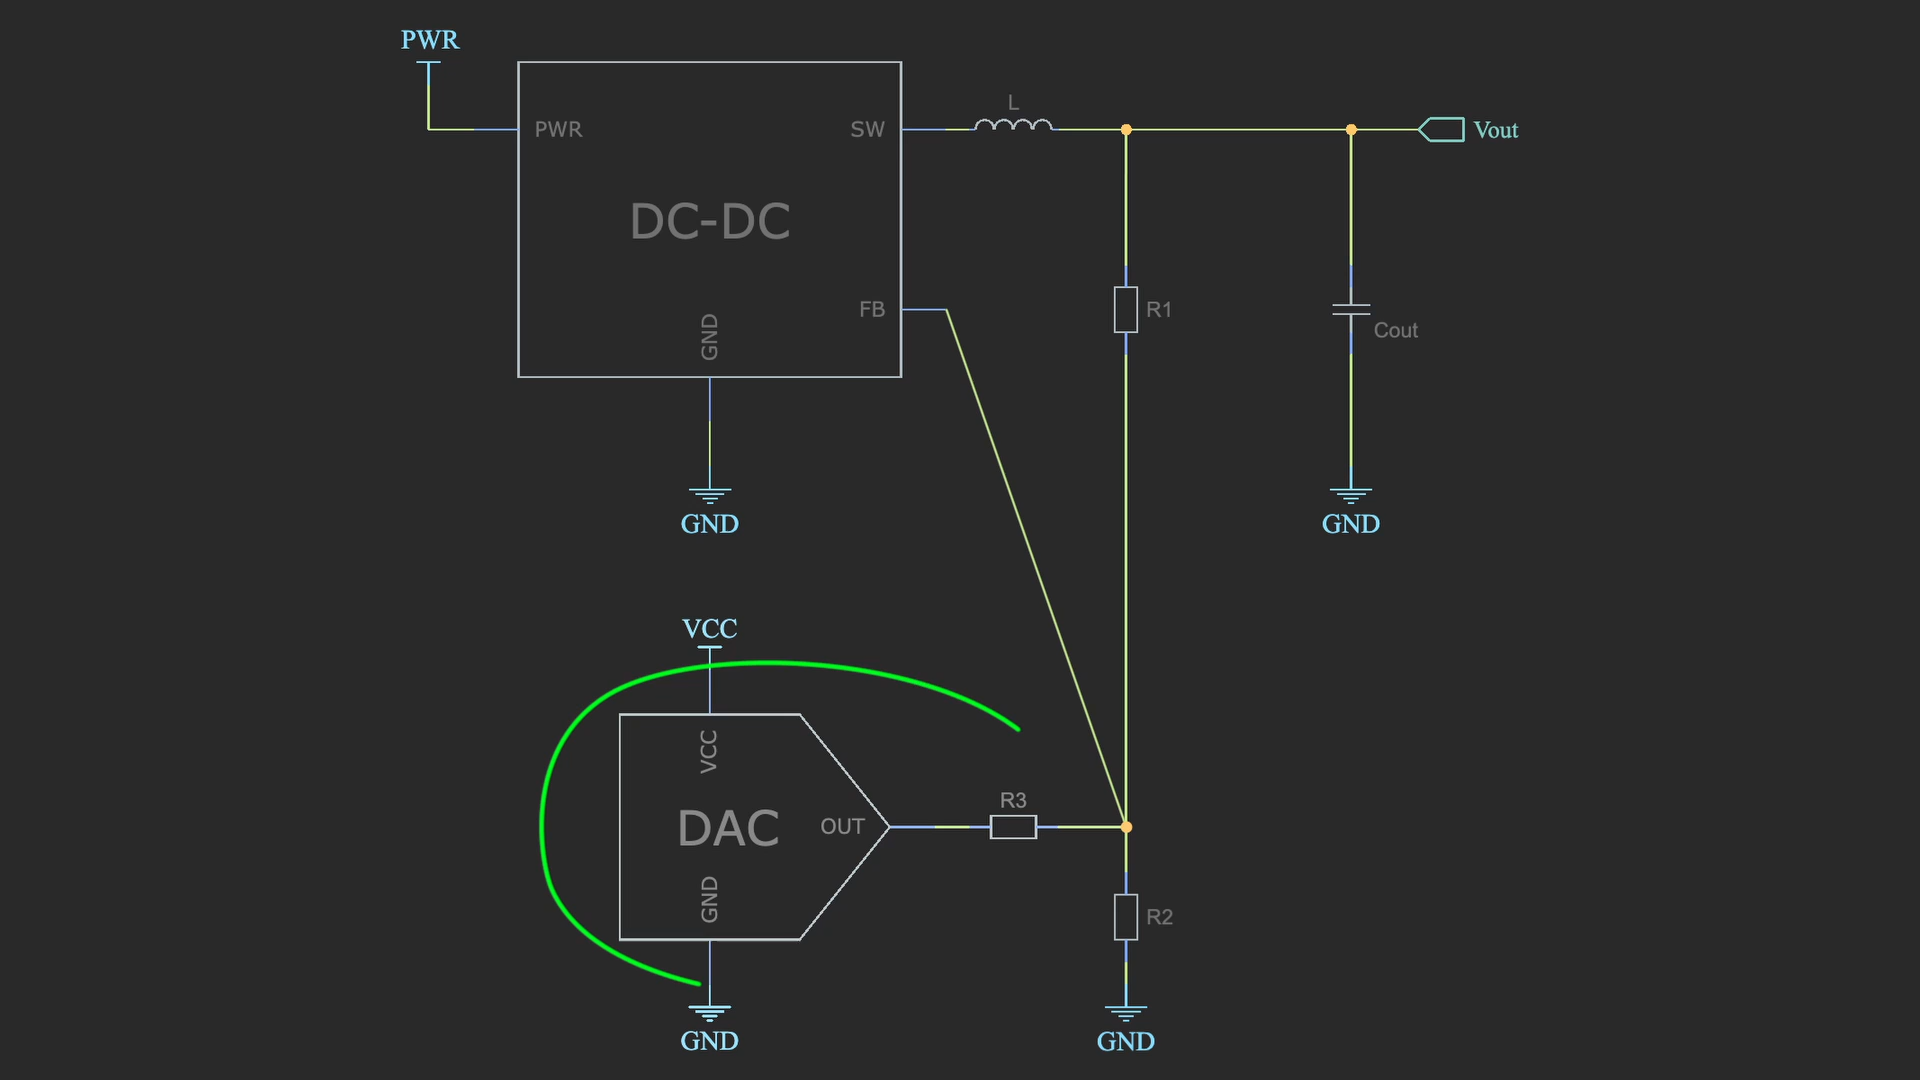 PWR
L
PWR
SW
Vout
DC-DC
FB
R1
GND
Cout
GND
GND
VCC
VCC
R3
DAC
OUT
GND
R2
GND
GND